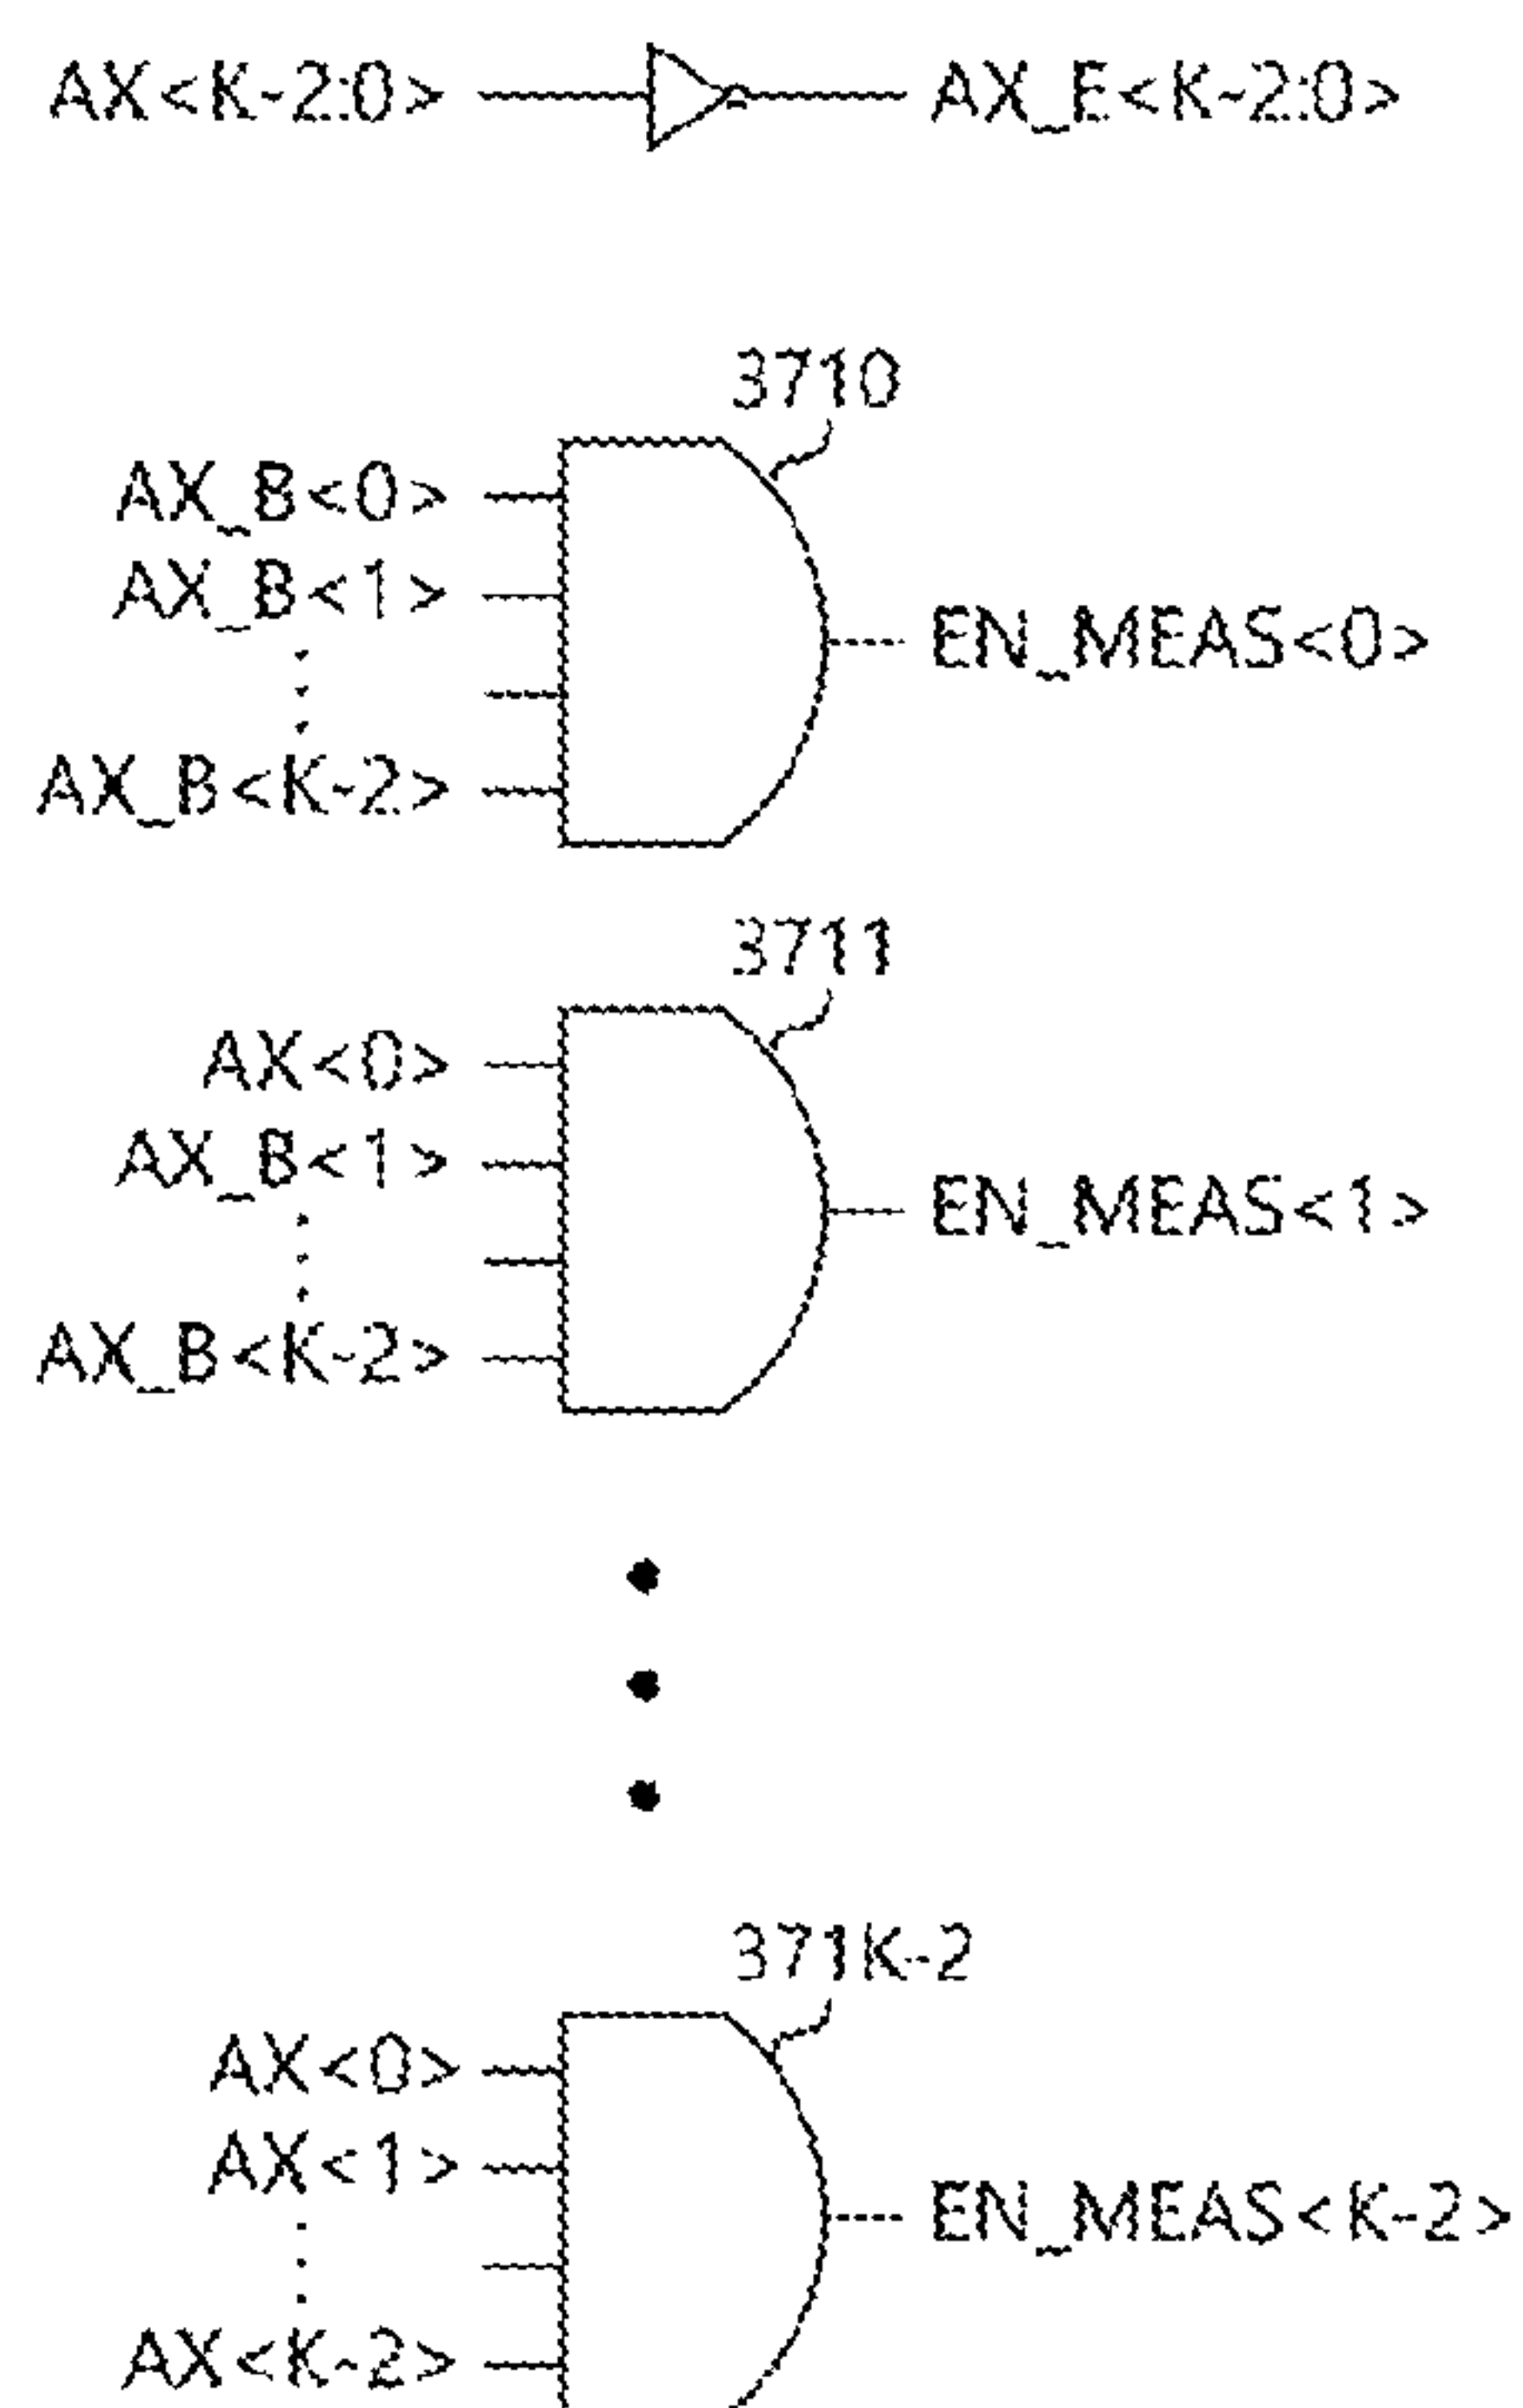 AX<K-2:0> AX_E<K-2:0>
3710
AX_B<0>
AX_B<1>
EN_MEAS<0>
AX_B<K-2>
3711
AX<0>
AX_B<1>
EN_MEAS<1>
AX_B<K-2>
371K-2
AX<0>
AX<1>
EN_MEAS<K-2>
AX<K-2>